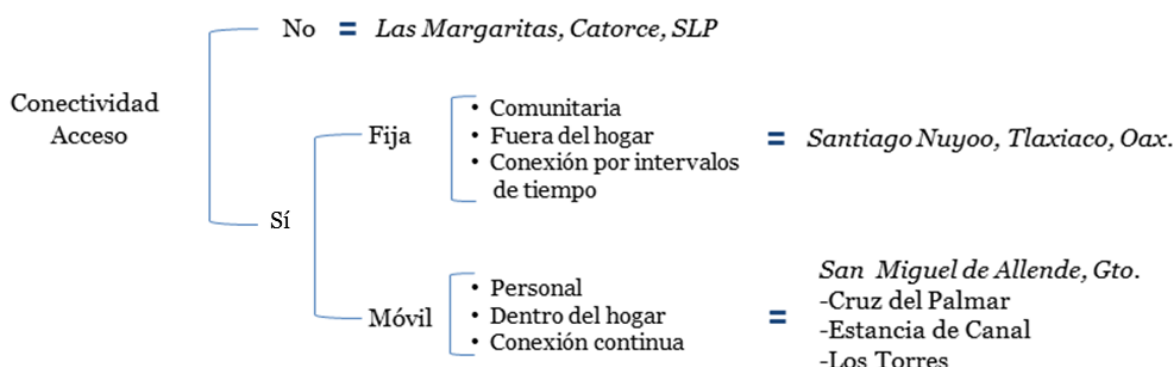 No = Las Margaritas, Catorce, SLP
Conectividad
Acceso
Fija
• Comunitaria
• Fuera del hogar
• Conexión por intervalos
de tiempo
= Santiago Nuyoo, Tlaxiaco, Oax.
Sí
Móvil
• Personal
• Dentro del hogar
• Conexión continua
=
San Miguel de Allende, Gto.
-Cruz del Palmar
-Estancia de Canal
-Los Torres